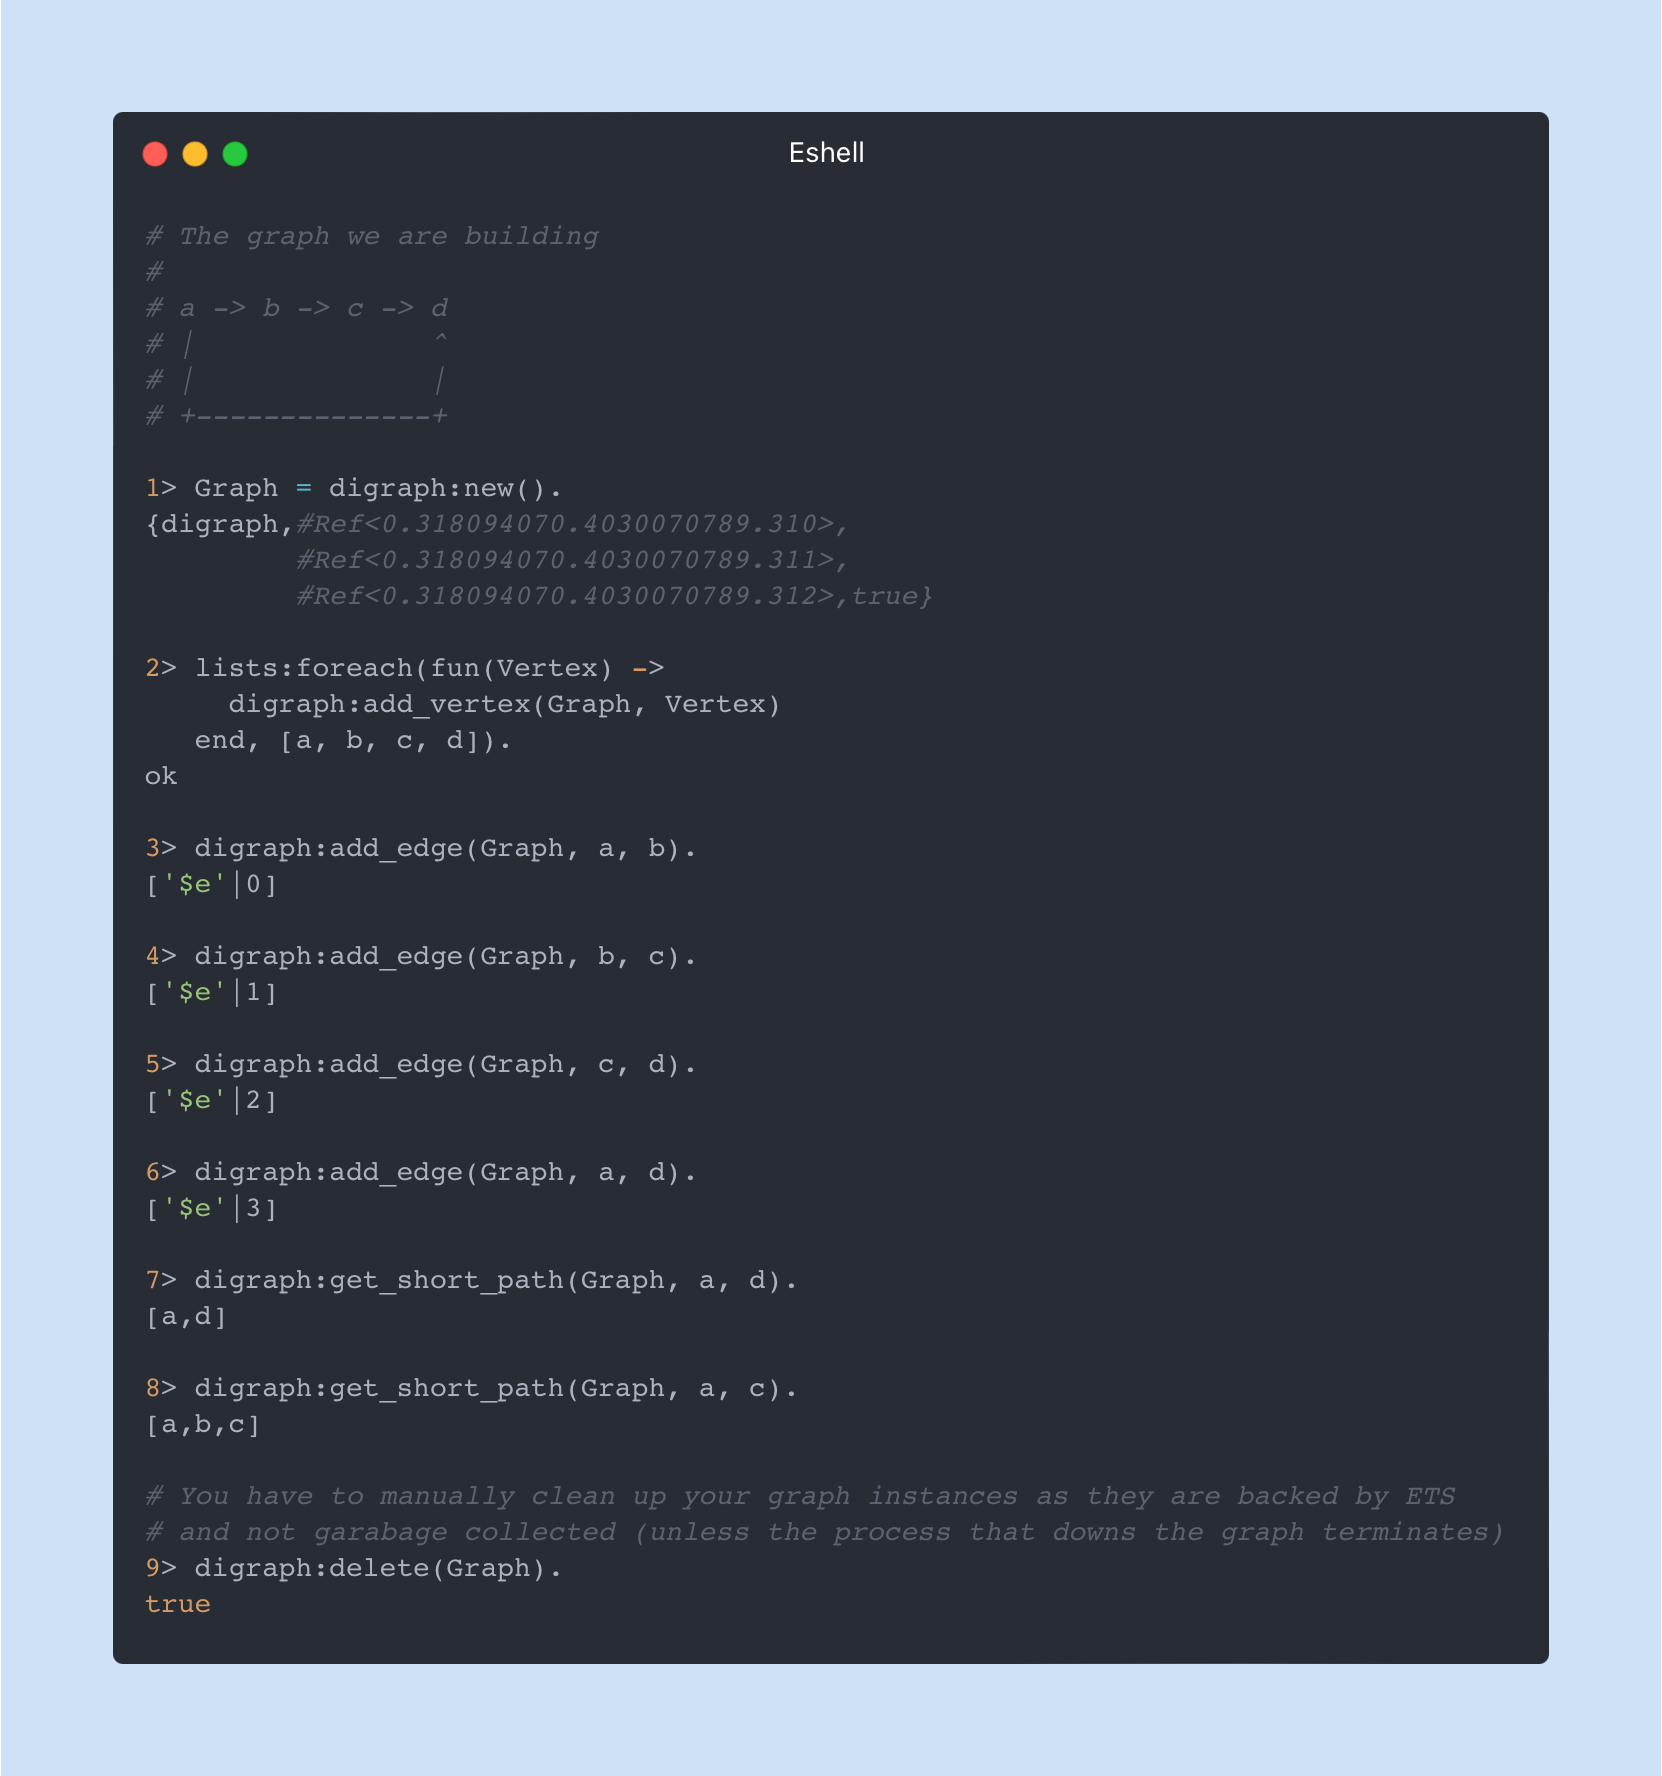 Eshell
# The graph we are building
#
# a -> b -> c -> d
# |              ^
# |              |
# +--------------+
1> Graph = digraph:new().
{digraph,#Ref<0.318094070.4030070789.310>,
         #Ref<0.318094070.4030070789.311>,
         #Ref<0.318094070.4030070789.312>,true}
2> lists:foreach(fun(Vertex) ->
     digraph:add_vertex(Graph, Vertex)
   end, [a, b, c, d]).
ok
3> digraph:add_edge(Graph, a, b).
['$e'|0]
4> digraph:add_edge(Graph, b, c).
['$e'|1]
5> digraph:add_edge(Graph, c, d).
['$e'|2]
6> digraph:add_edge(Graph, a, d).
['$e'|3]
7> digraph:get_short_path(Graph, a, d).
[a,d]
8> digraph:get_short_path(Graph, a, c).
[a,b,c]
# You have to manually clean up your graph instances as they are backed by ETS
# and not garabage collected (unless the process that downs the graph terminates)
9> digraph:delete(Graph).
true